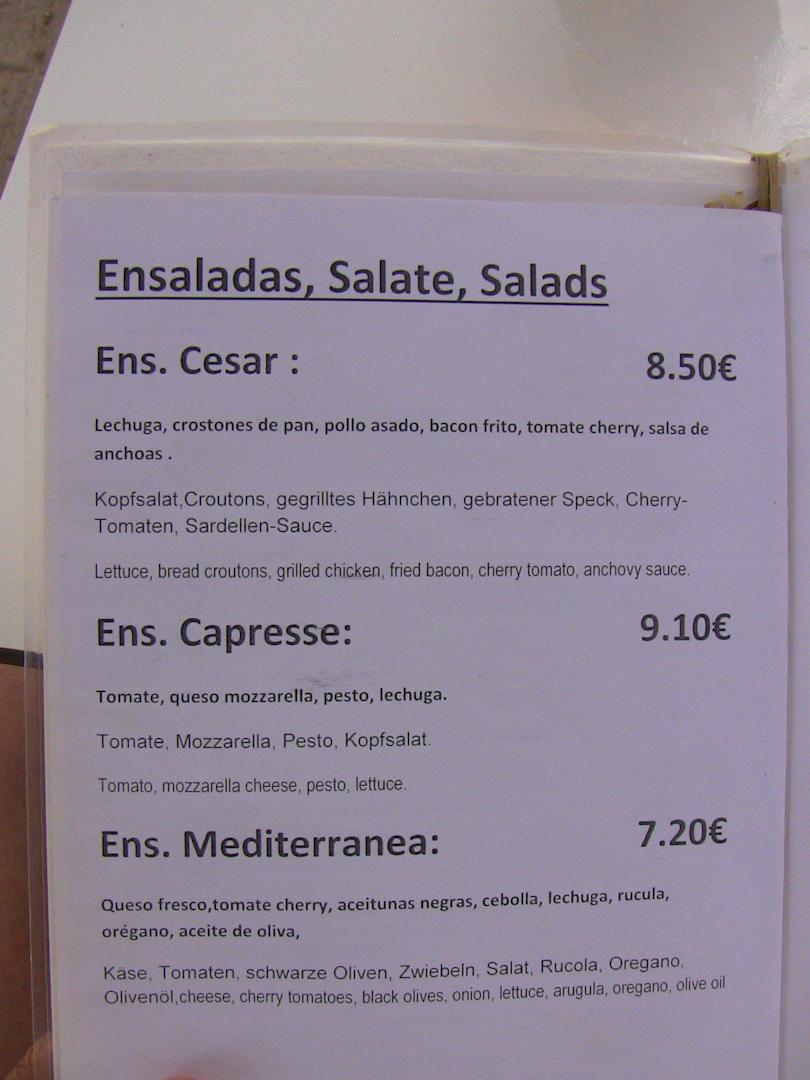 Ensaladas, Salate, Salads
Ens. Cesar : 8.50€
Lechuga, crostones de pan, pollo asado, bacon frito, tomate cherry, salsa de
anchoas .
Kopfsalat,Croutons, gegrilltes Hähnchen, gebratener Speck, Cherry-
Tomaten, Sardellen-Sauce.
Lettuce, bread croutons, grilled chicken, fried bacon, cherry tomato, anchovy sauce.
Ens. Capresse: 9.10€
Tomate, queso mozzarella, pesto, lechuga.
Tomate, Mozzarella, Pesto, Kopfsalat.
Tomato, mozzarella cheese, pesto, lettuce.
Ens. Mediterranea: 7.20€
Queso fresco,tomate cherry, aceitunas negras, cebolla, lechuga, rucula,
orégano, aceite de oliva,
Käse, Tomaten, schwarze Oliven, Zwiebeln, Salat, Rucola, Oregano,
Olivenöl,cheese, cherry tomatoes, black olives, onion, lettuce, arugula, oregano, olive oil